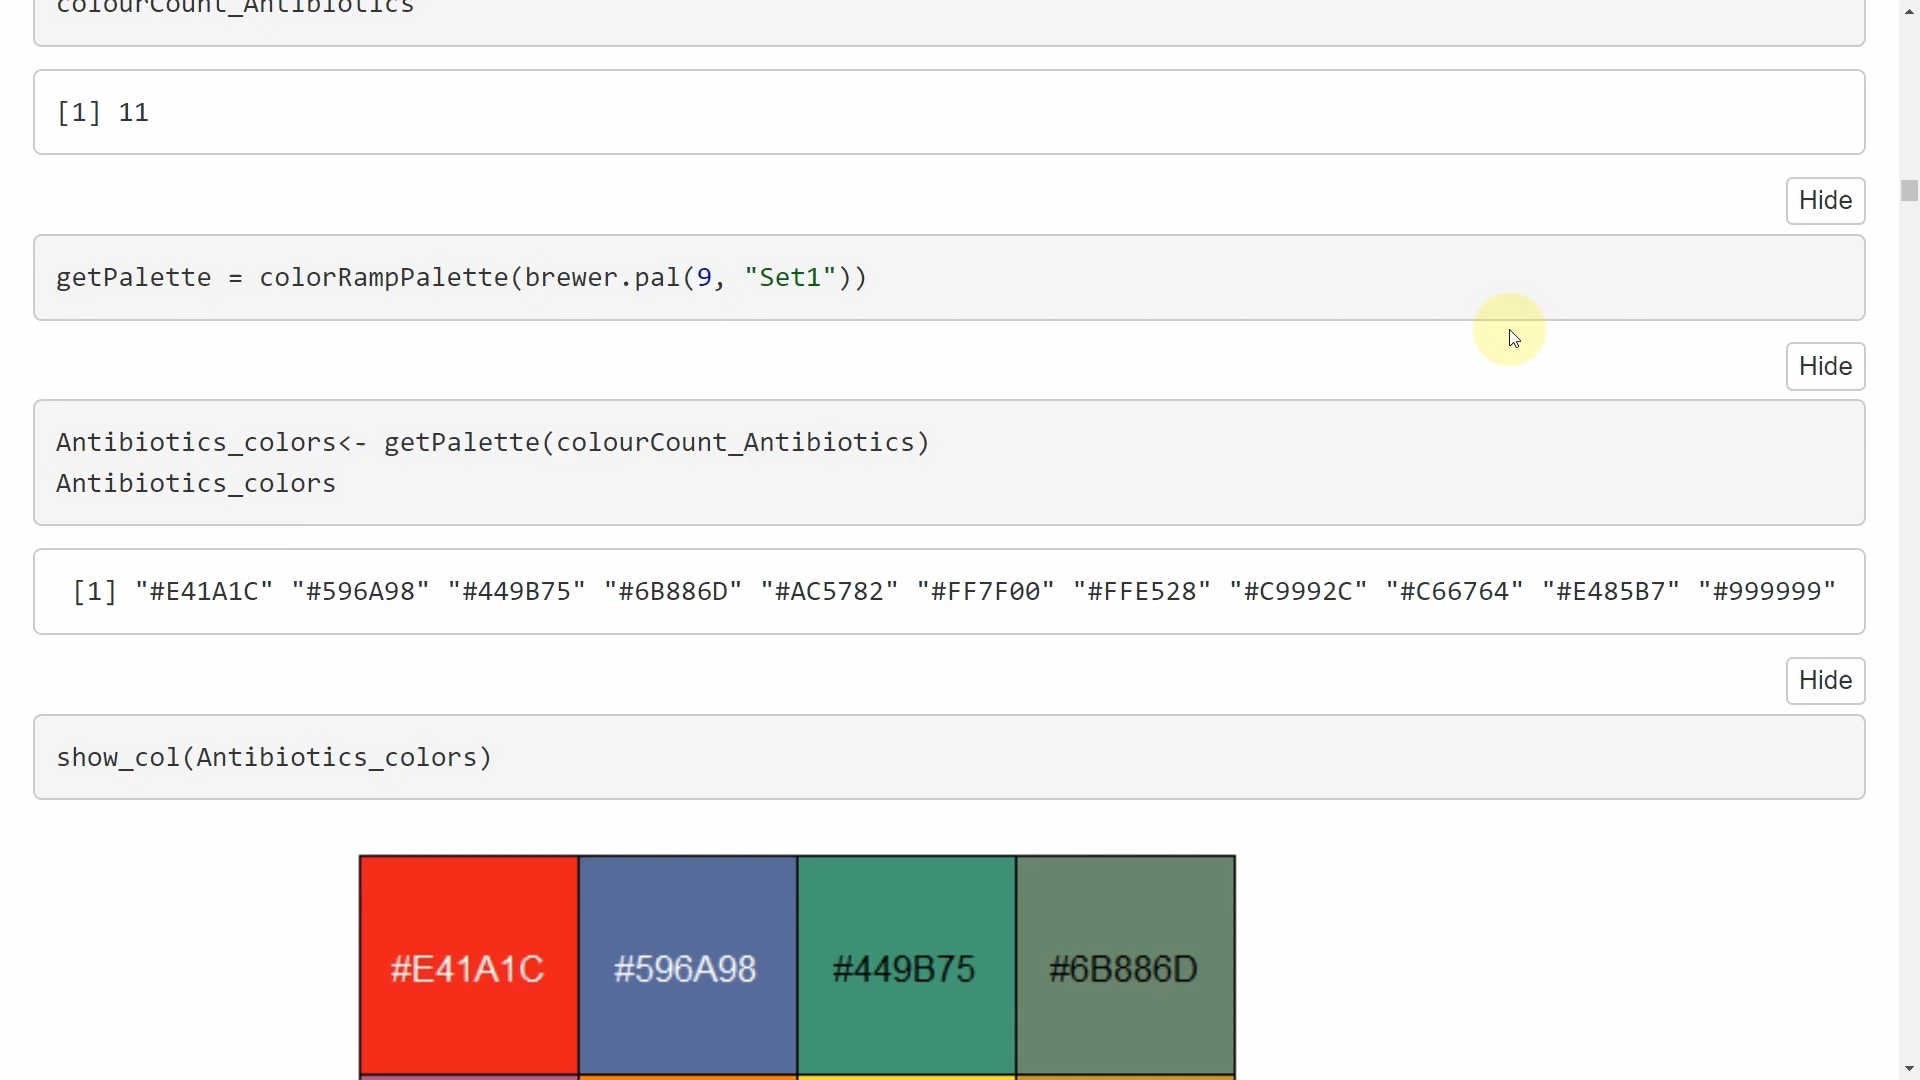 colourCount_Antibiotics
[1] 11
Hide
getPalette = colorRampPalette(brewer.pal(9, "Set1"))
Hide
Antibiotics_colors<- getPalette(colourCount_Antibiotics)
Antibiotics_colors
[1] "#E41A1C" "#596A98" "#449B75" "#6B886D" "#AC5782" "#FF7F00" "#FFE528" "#C9992C" "#C66764" "#E485B7" "#999999"
Hide
show_col(Antibiotics_colors)
#E41A1C #596A98 #449B75 #6B886D